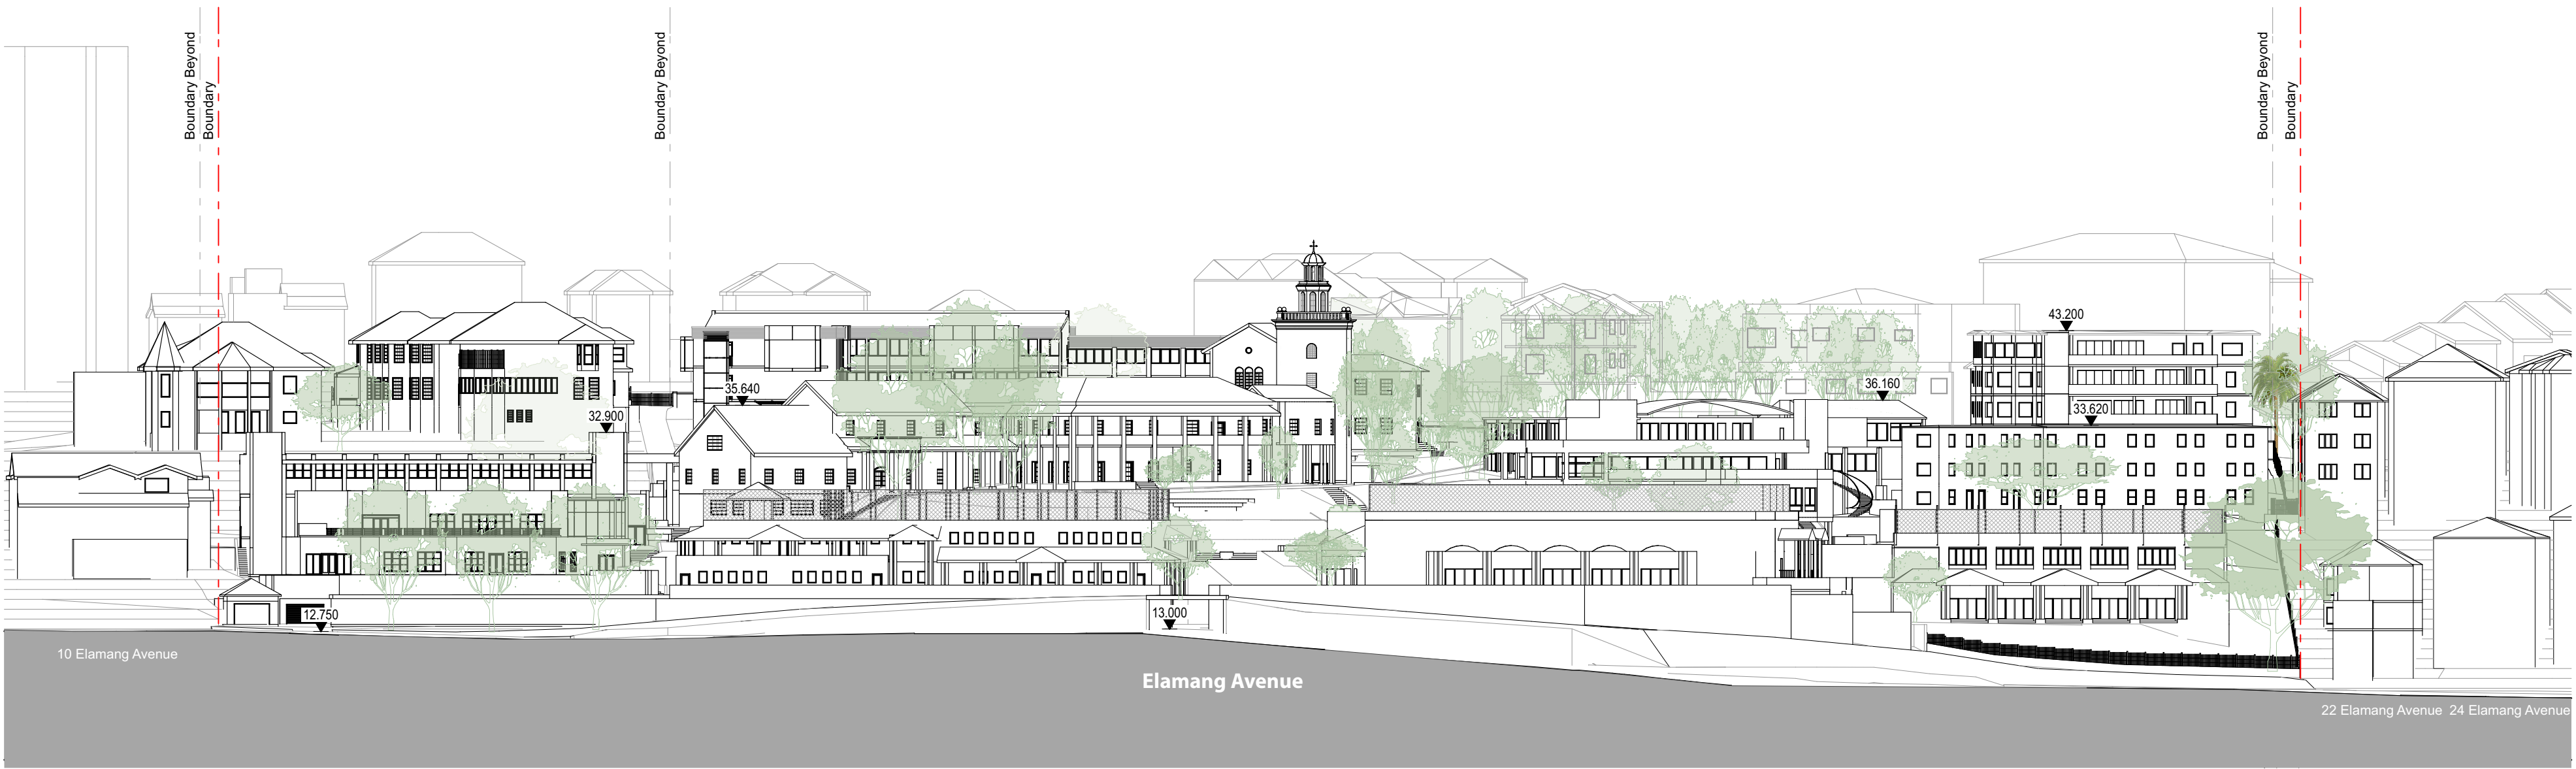 Boundary Beyond
Boundary
Boundary Beyond
Boundary Beyond
Boundary
43.200
35.640
36.160
32.900
33.620
12.750
13.000
10 Elamang Avenue
Elamang Avenue
22 Elamang Avenue
24 Elamang Avenue